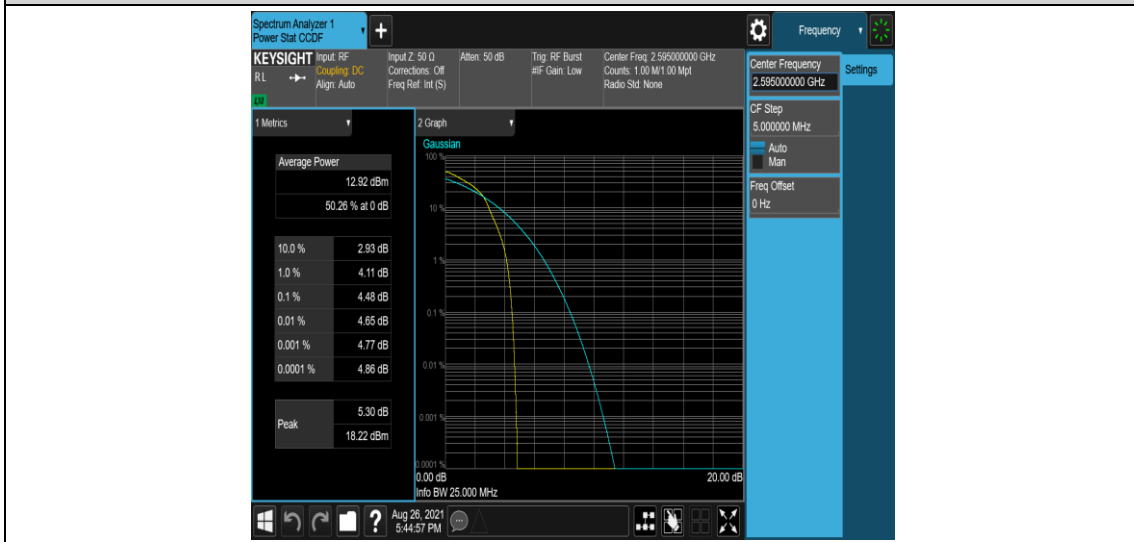 Spectrum Analyzer 1
Power Stat CCDF
+
Frequency
KEYSIGHT
RL
LXI
Input: RF
Coupling: DC
Align: Auto
Input Z: 50 Ω
Corrections: Off
Freq Ref: Int (S)
Atten: 50 dB
Trig: RF Burst
#IF Gain: Low
Center Freq: 2.595000000 GHz
Counts: 1.00 M/1.00 Mpt
Radio Std: None
Center Frequency
2.595000000 GHz
Settings
CF Step
5.000000 MHz
Auto
Man
Freq Offset
0 Hz
1 Metrics
Average Power
12.92 dBm
50.26 % at 0 dB
10.0 % 2.93 dB
1.0 % 4.11 dB
0.1 % 4.48 dB
0.01 % 4.65 dB
0.001 % 4.77 dB
0.0001 % 4.86 dB
Peak
5.30 dB
18.22 dBm
2 Graph
Gaussian
100 %
10 %
1 %
0.1 %
0.01 %
0.001 %
0.0001 %
0.00 dB 20.00 dB
Info BW 25.000 MHz
?
Aug 26, 2021
5:44:57 PM